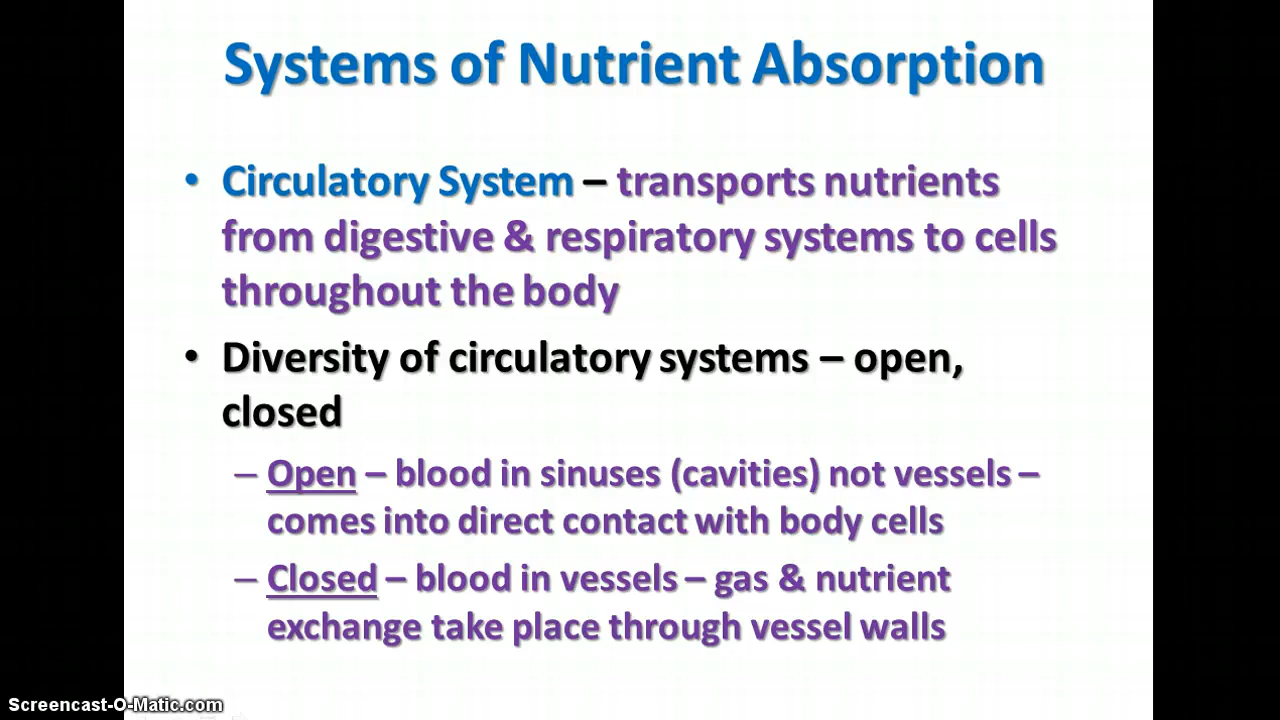 Systems of Nutrient Absorption
• Circulatory System – transports nutrients
from digestive & respiratory systems to cells
throughout the body
• Diversity of circulatory systems – open,
closed
– Open – blood in sinuses (cavities) not vessels –
comes into direct contact with body cells
– Closed – blood in vessels – gas & nutrient
exchange take place through vessel walls
Screencast-O-Matic.com